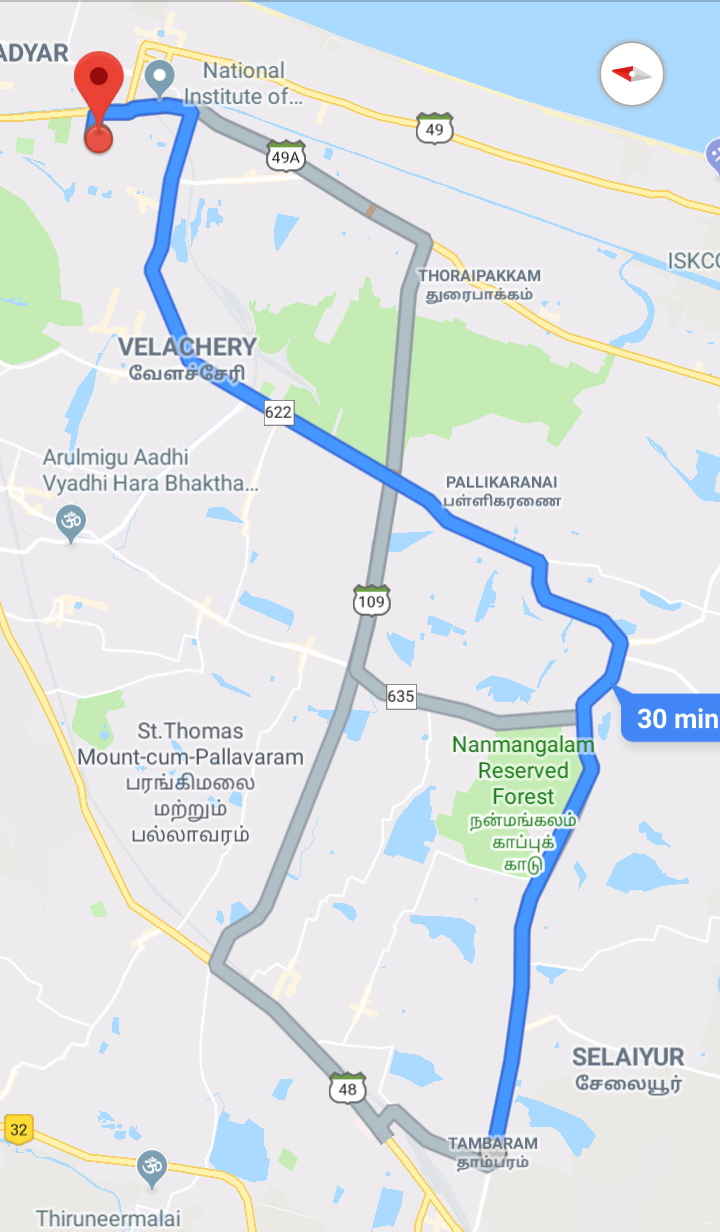 ADYAR
National
Institute of...
49
49A
ISKCO
THORAIPAKKAM
துரைபாக்கம்
VELACHERY
வேளச்சேரி
622
Arulmigu Aadhi
Vyadhi Hara Bhaktha...
PALLIKARANAI
பள்ளிகரணை
109
635
30 min
St.Thomas
Mount-cum-Pallavaram
பரங்கிமலை
மற்றும்
பல்லாவரம்
Nanmangalam
Reserved
Forest
நன்மங்கலம்
காப்புக்
காடு
SELAIYUR
சேலையூர்
48
32
TAMBARAM
தாம்பரம்
Thiruneermalai